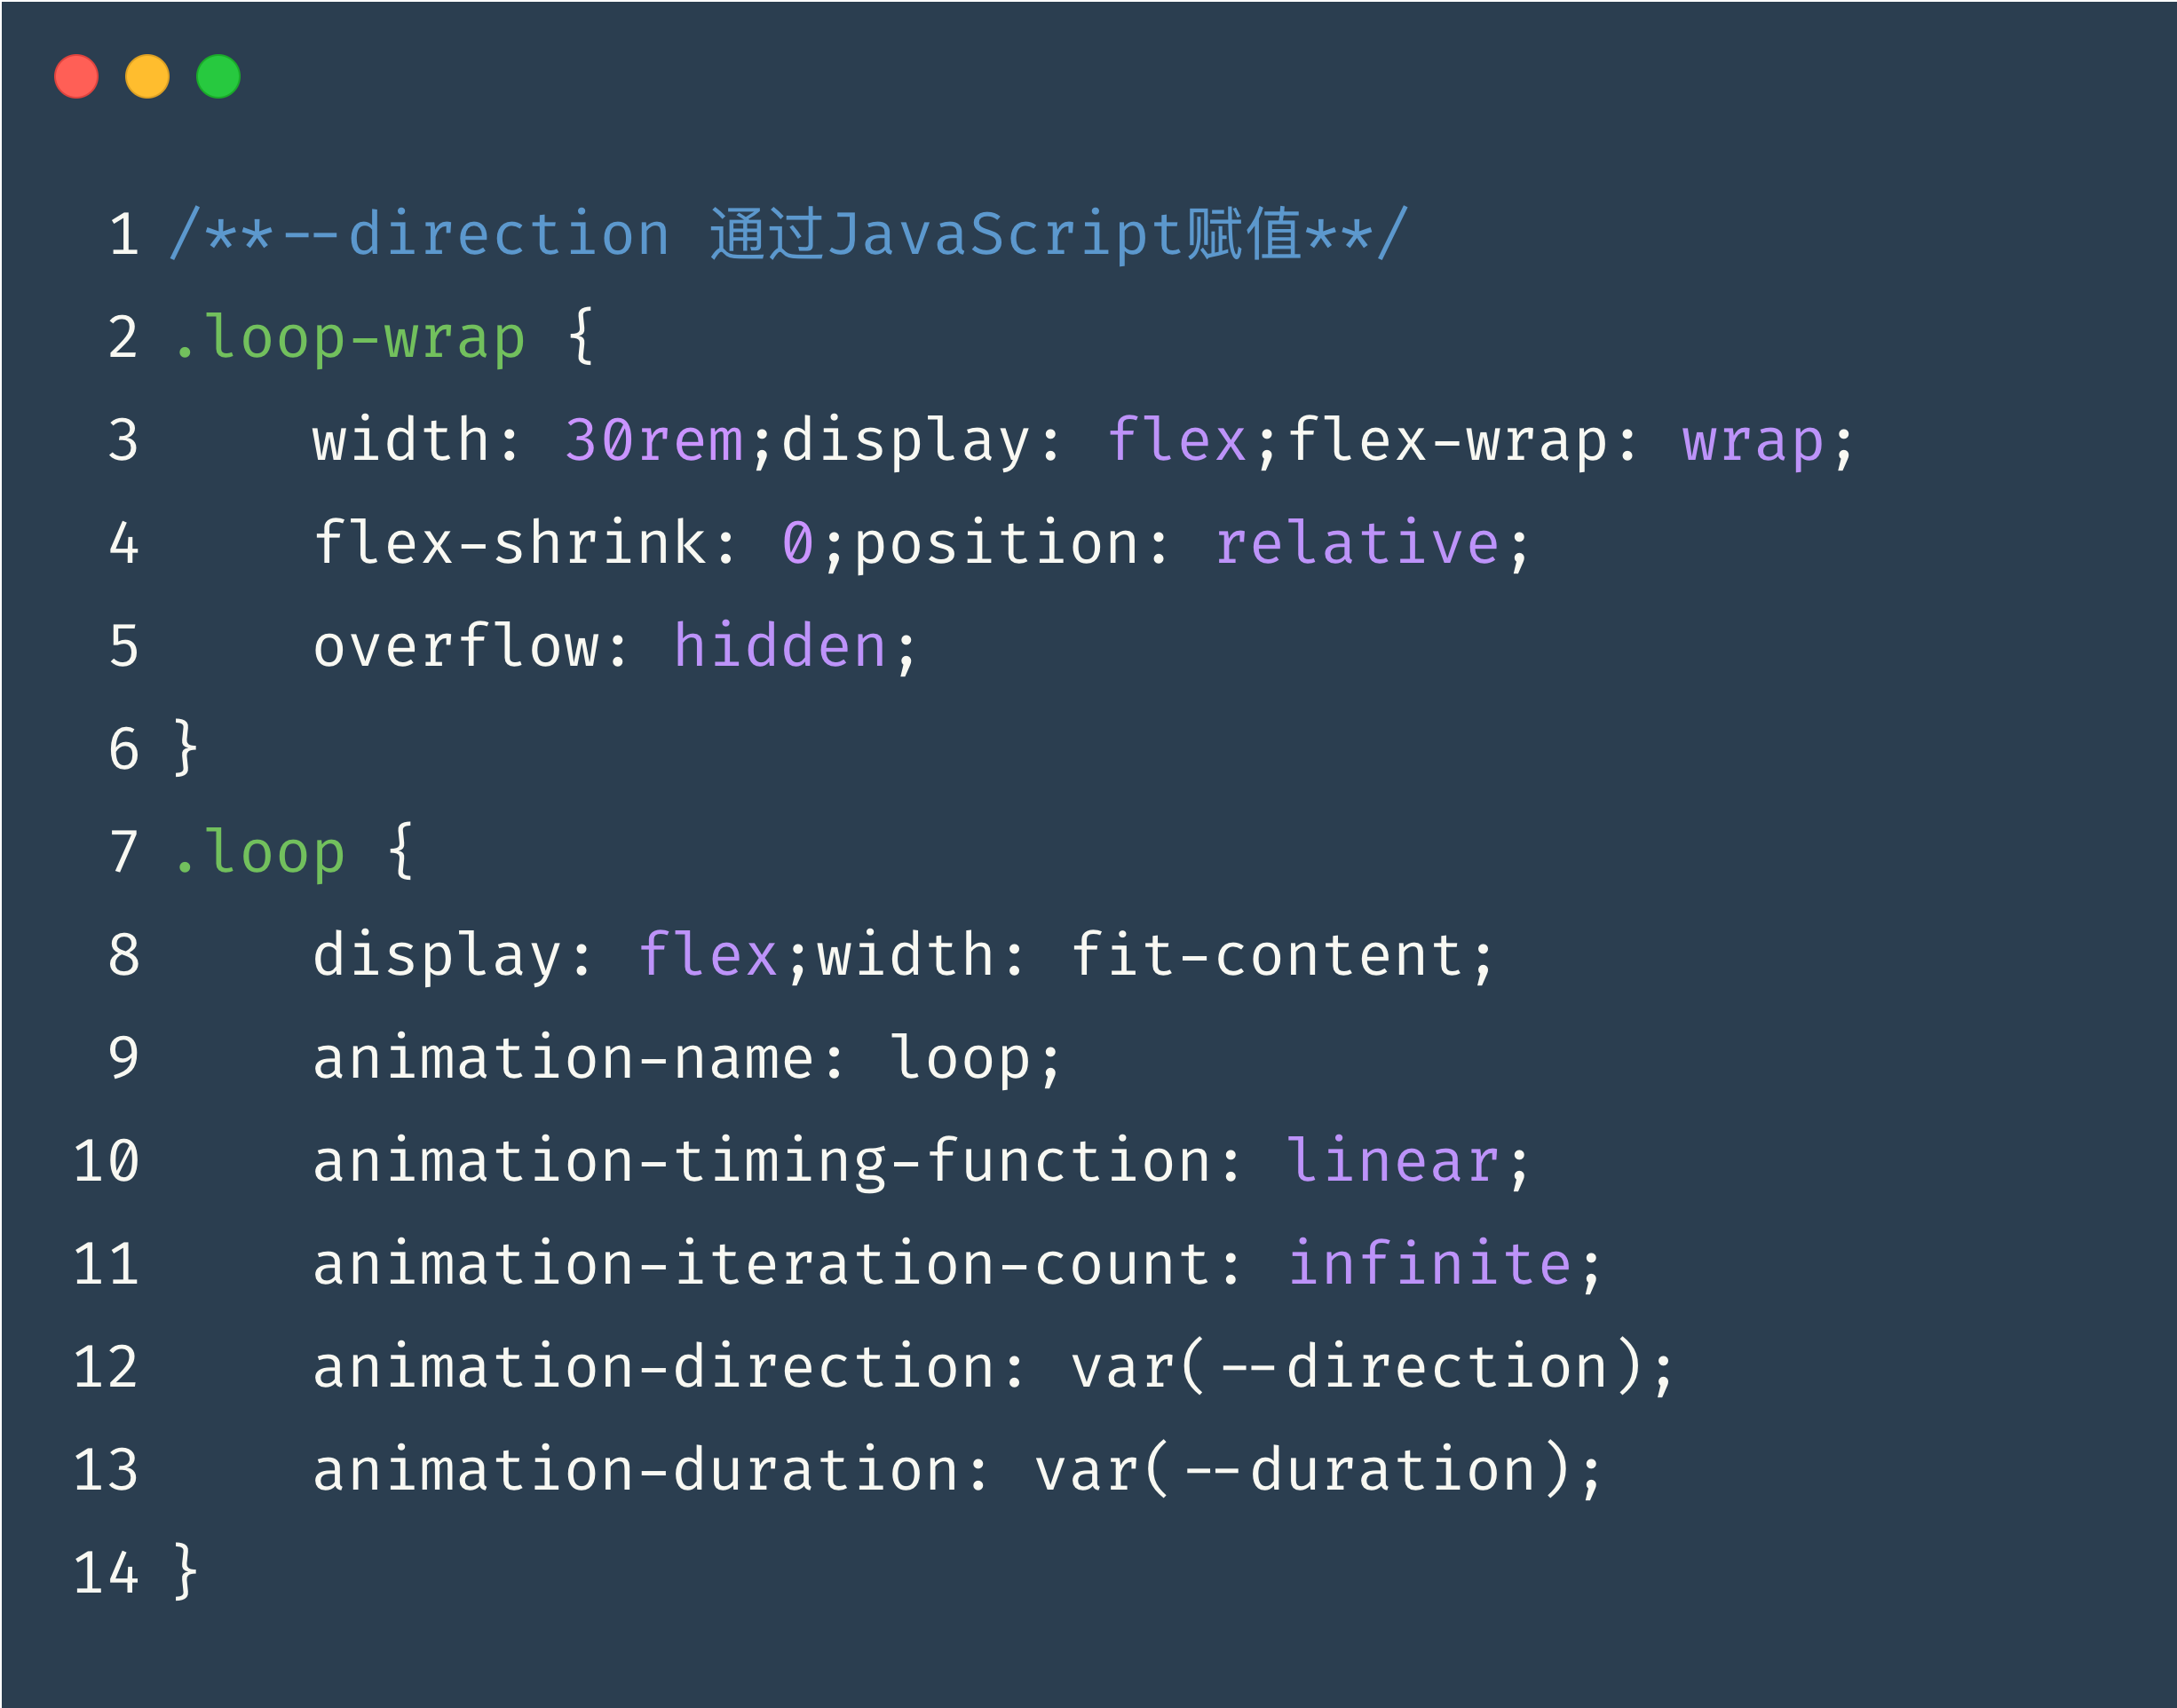 1 /**--direction 通过JavaScript赋值**/
2 .loop-wrap {
3     width: 30rem;display: flex;flex-wrap: wrap;
4     flex-shrink: 0;position: relative;
5     overflow: hidden;
6 }
7 .loop {
8     display: flex;width: fit-content;
9     animation-name: loop;
10     animation-timing-function: linear;
11     animation-iteration-count: infinite;
12     animation-direction: var(--direction);
13     animation-duration: var(--duration);
14 }